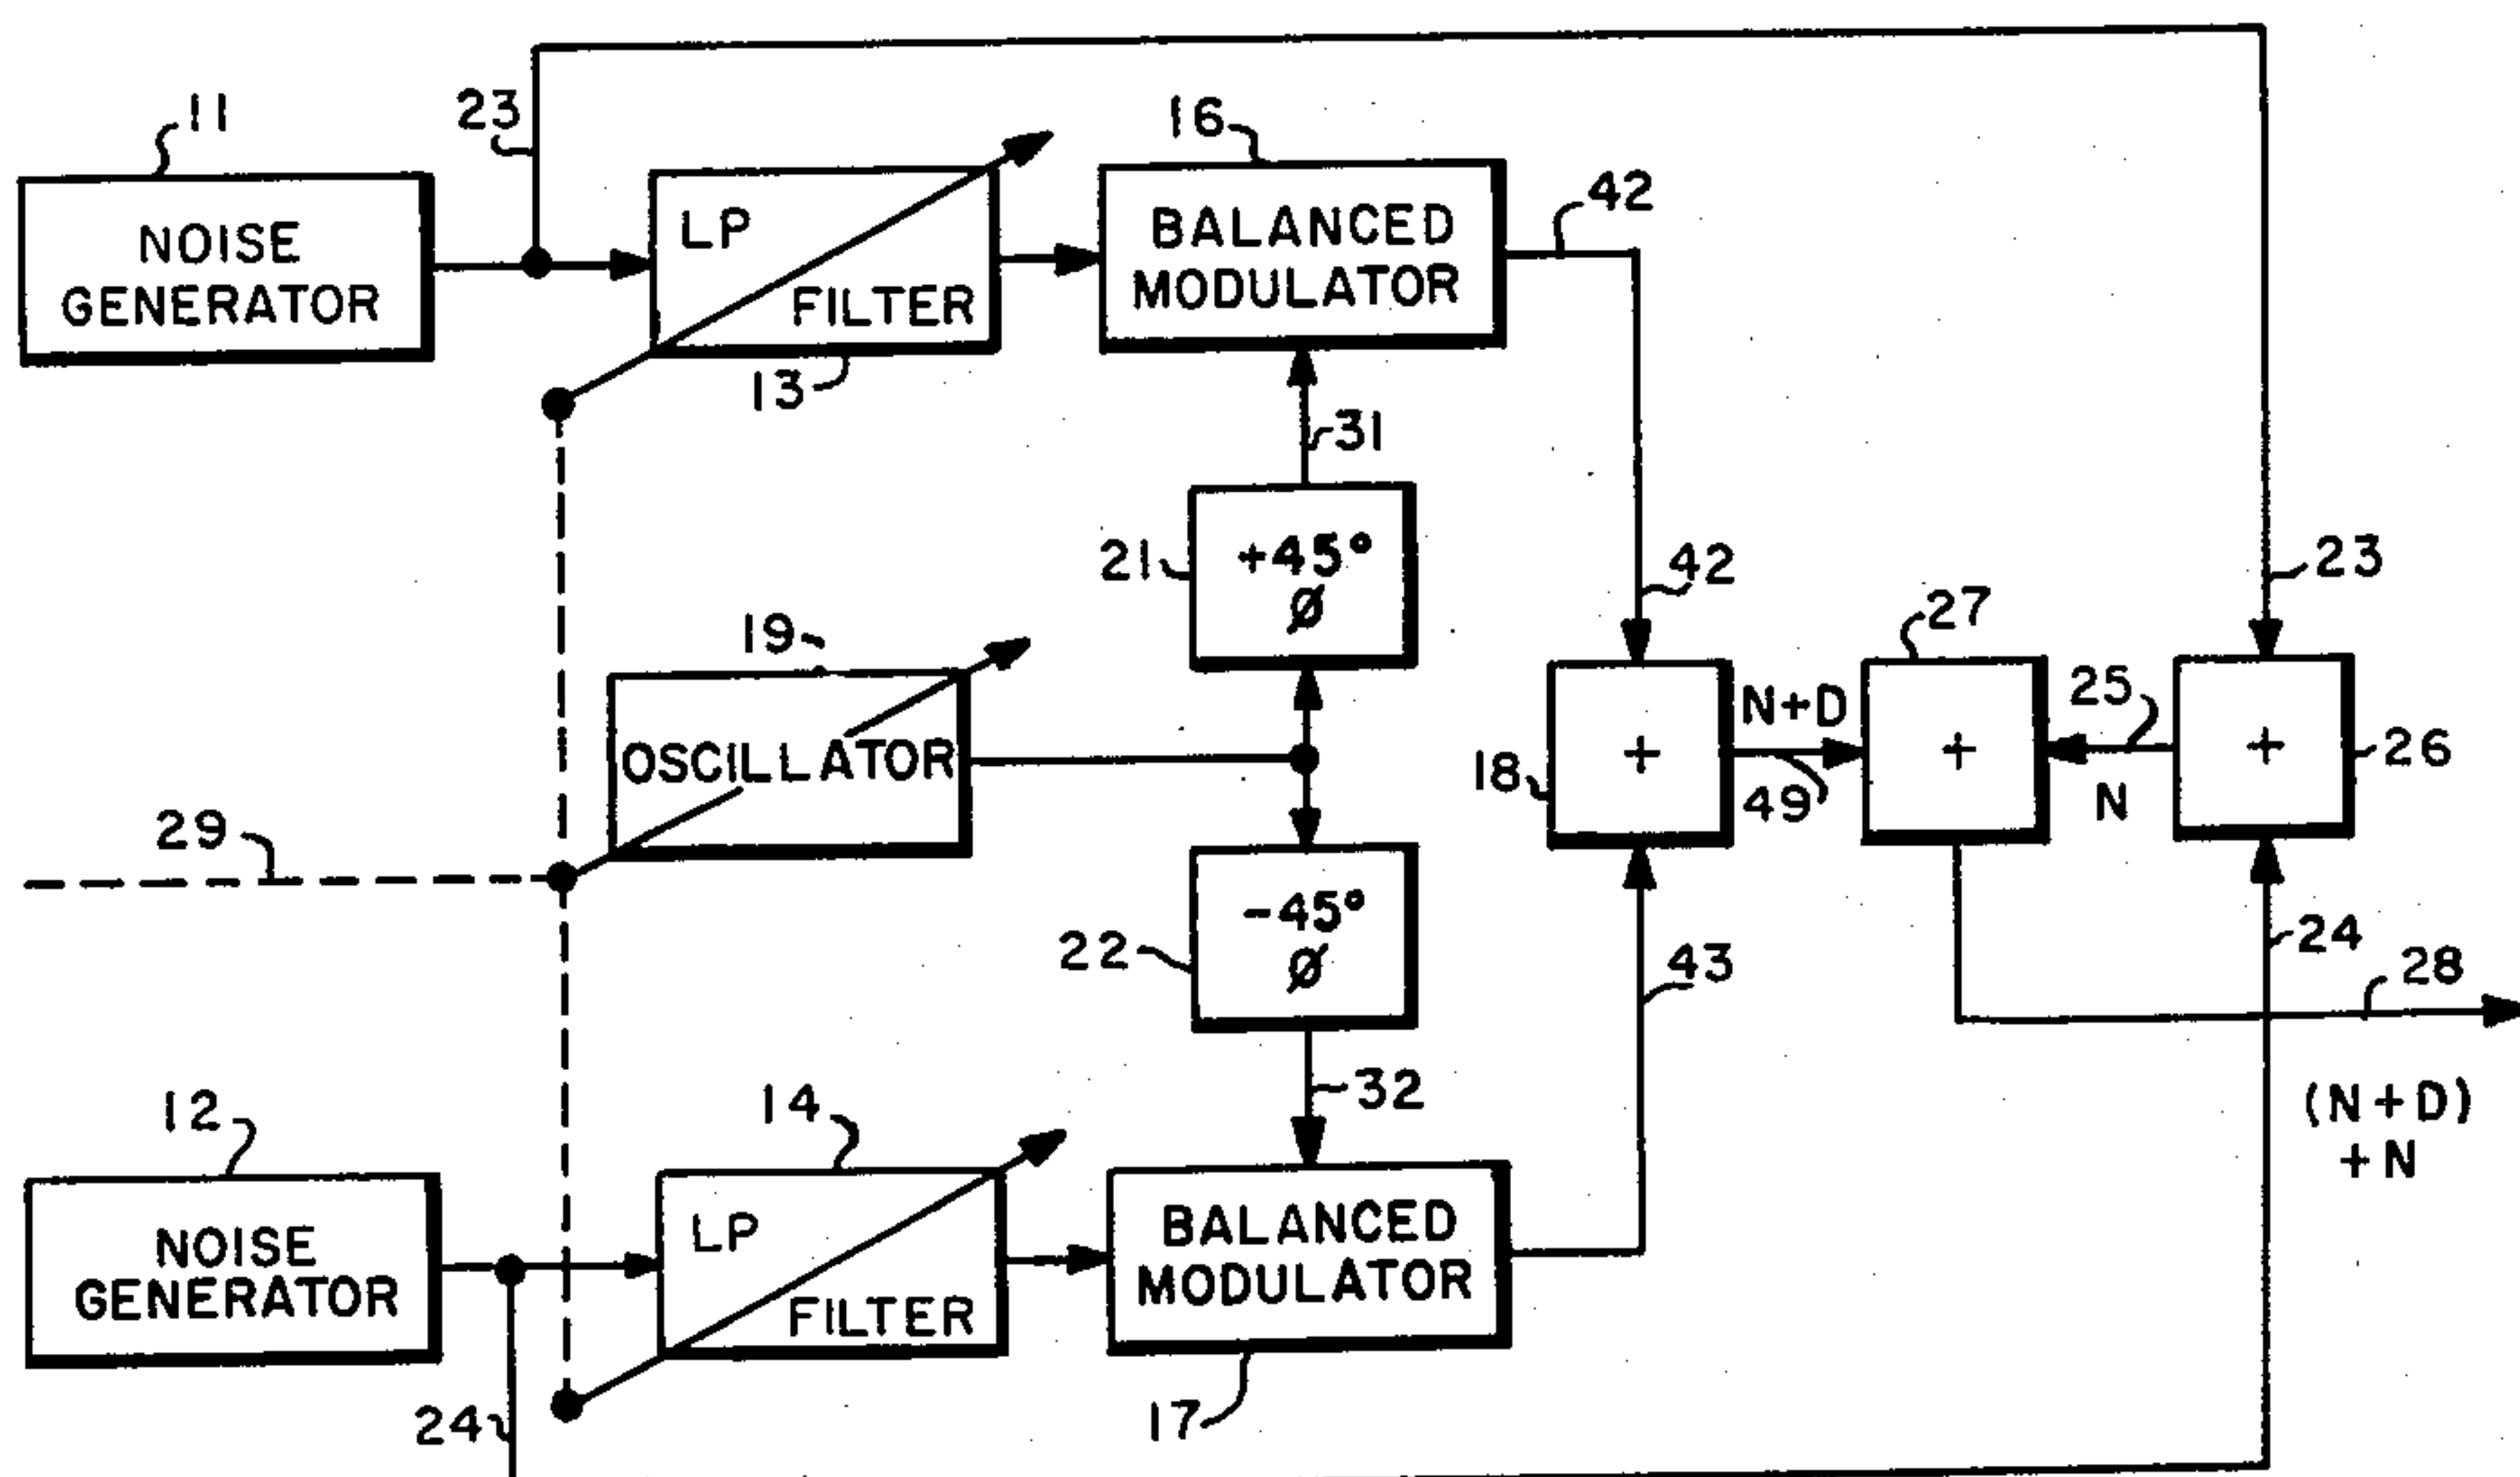 11
23
16
42
NOISE
GENERATOR
LP
FILTER
BALANCED
MODULATOR
13
31
21
+45°
Ø
42
23
19
27
OSCILLATOR
18
+
N+D
49
+
25
N
+
26
29
22
-45°
Ø
43
24
28
32
(N+D)
+N
12
14
NOISE
GENERATOR
LP
FILTER
BALANCED
MODULATOR
24
17